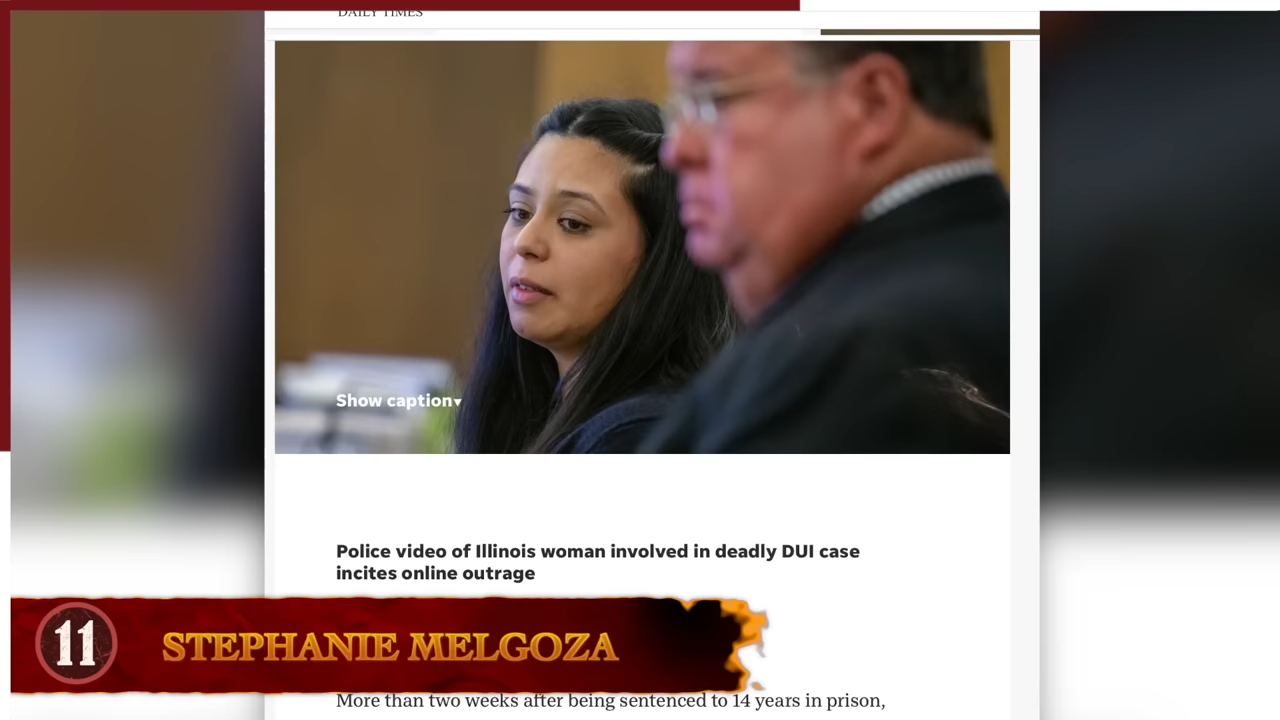 DAILY TIMES
Show caption▾
Police video of Illinois woman involved in deadly DUI case
incites online outrage
11
STEPHANIE MELGOZA
More than two weeks after being sentenced to 14 years in prison,